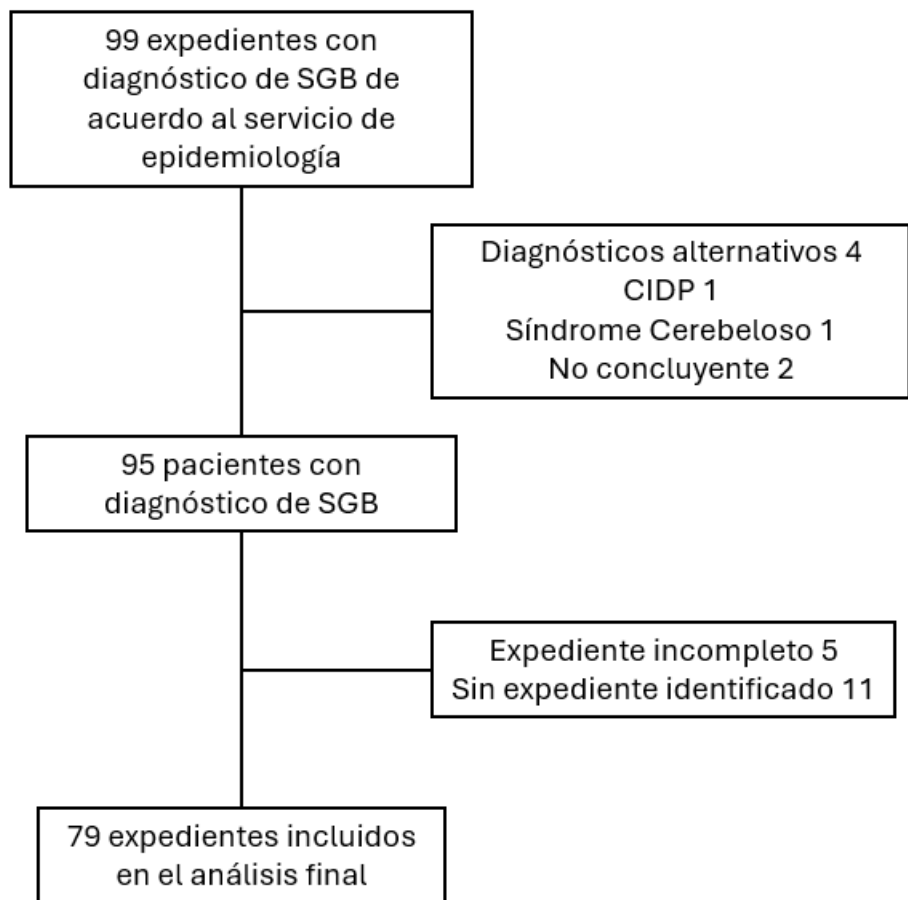 99 expedientes con
diagnóstico de SGB de
acuerdo al servicio de
epidemiología
Diagnósticos alternativos 4
CIDP 1
Síndrome Cerebeloso 1
No concluyente 2
95 pacientes con
diagnóstico de SGB
Expediente incompleto 5
Sin expediente identificado 11
79 expedientes incluidos
en el análisis final